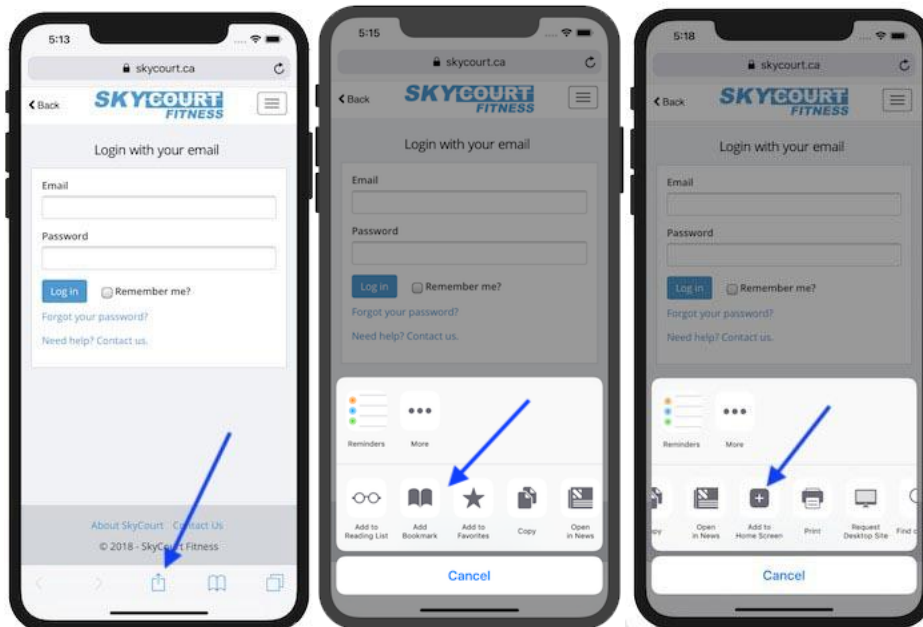 5:13
skycourt.ca
Back
SKYCOURT
FITNESS
Login with your email
Email
Password
Log in
Remember me?
Forgot your password?
Need help? Contact us.
About SkyCourt Contact Us
© 2018 - SkyCourt Fitness
5:15
skycourt.ca
Back
SKYCOURT
FITNESS
Login with your email
Email
Password
Log in
Remember me?
Forgot your password?
Need help? Contact us.
Reminders
More
Add to
Reading List
Add
Bookmark
Add to
Favorites
Copy
Open
in News
Cancel
5:18
skycourt.ca
Back
SKYCOURT
FITNESS
Login with your email
Email
Password
Log in
Remember me?
Forgot your password?
Need help? Contact us.
Reminders
More
Open
in News
Add to
Home Screen
Print
Request
Desktop Site
Find
Cancel